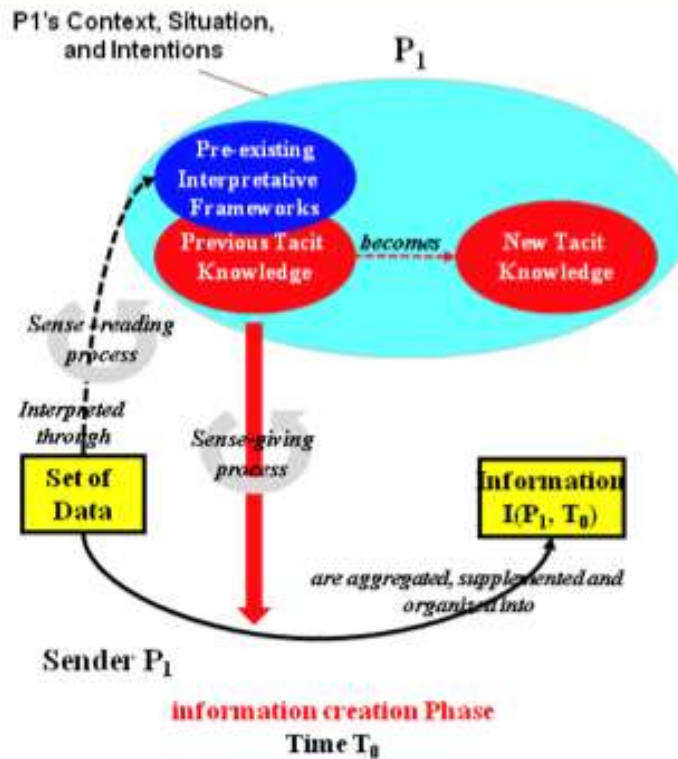 P1's Context, Situation,
and Intentions
P₁
Pre-existing
Interpretative
Frameworks
Previous Tacit
Knowledge
becomes
New Tacit
Knowledge
Sense-reading
process
Interpreted
through
Sense-giving
process
Set of
Data
Information
I(P₁, T₀)
are aggregated, supplemented and
organized into
Sender P₁
information creation Phase
Time T₀